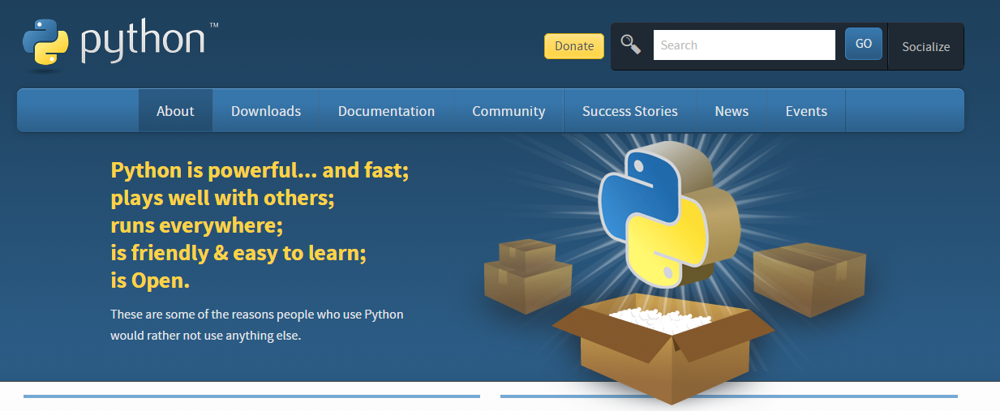 python™
Donate
Search
GO
Socialize
About
Downloads
Documentation
Community
Success Stories
News
Events
Python is powerful... and fast;
plays well with others;
runs everywhere;
is friendly & easy to learn;
is Open.
These are some of the reasons people who use Python
would rather not use anything else.